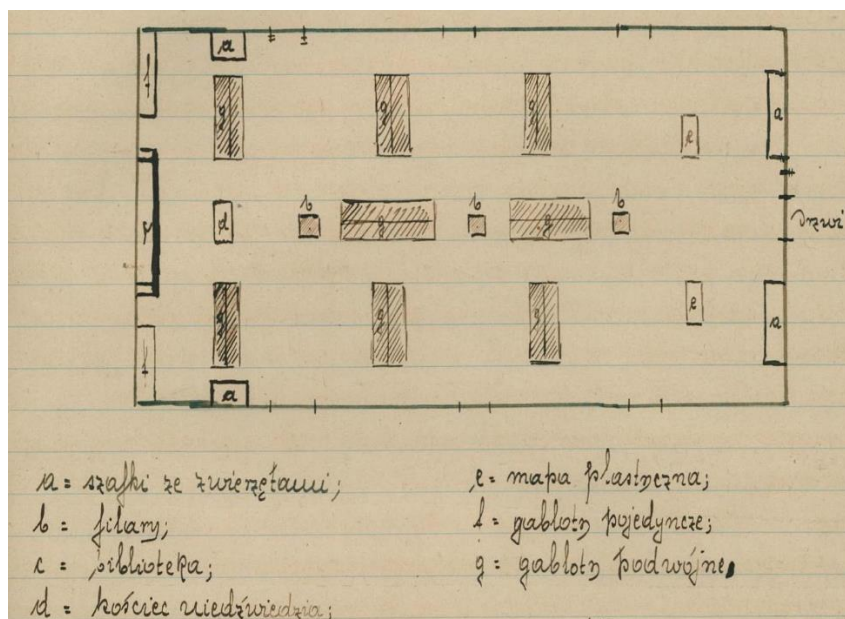 f a
g g g e a
b b b
d g g Drzwi
g g g e a
f a
a = szafki ze zwierzętami;
b = filary;
c = biblioteka;
d = kościec niedźwiedzia;
e = mapa plastyczna;
f = gabloty pojedyncze;
g = gabloty podwójne.